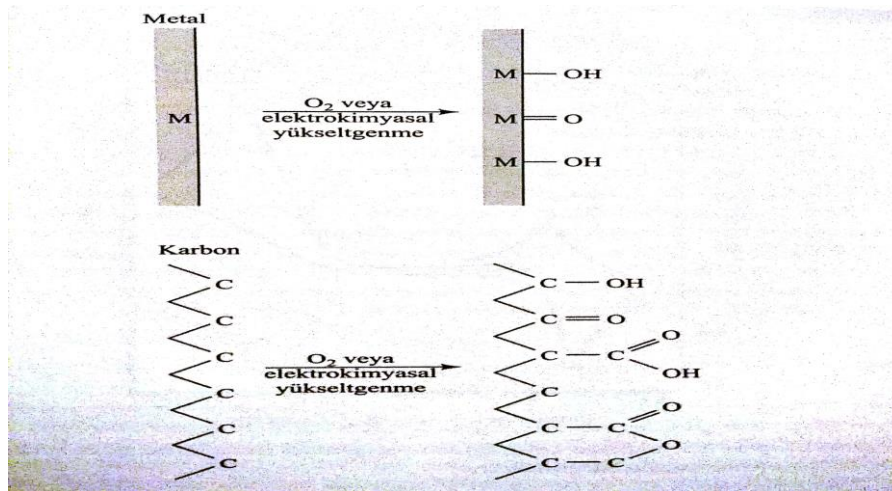 Metal
M
O₂ veya
elektrokimyasal
yükseltgenme
M — OH
M = O
M — OH
Karbon
C
C
C
C
C
C
O₂ veya
elektrokimyasal
yükseltgenme
C — OH
C = O
O
C — C
OH
C
O
C — C
O
C — C